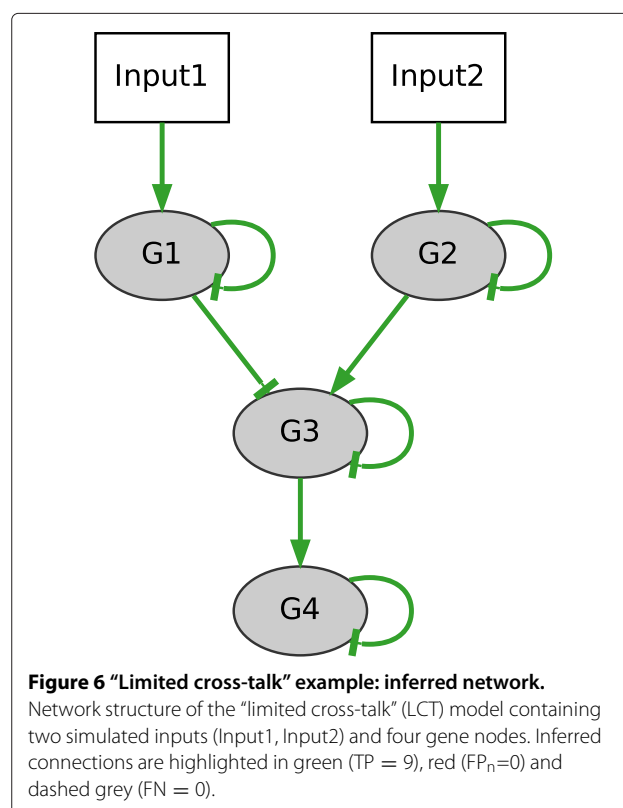 Input1 Input2
G1 G2
G3
G4
Figure 6 “Limited cross-talk” example: inferred network.
Network structure of the “limited cross-talk” (LCT) model containing
two simulated inputs (Input1, Input2) and four gene nodes. Inferred
connections are highlighted in green (TP = 9), red (FPn=0) and
dashed grey (FN = 0).